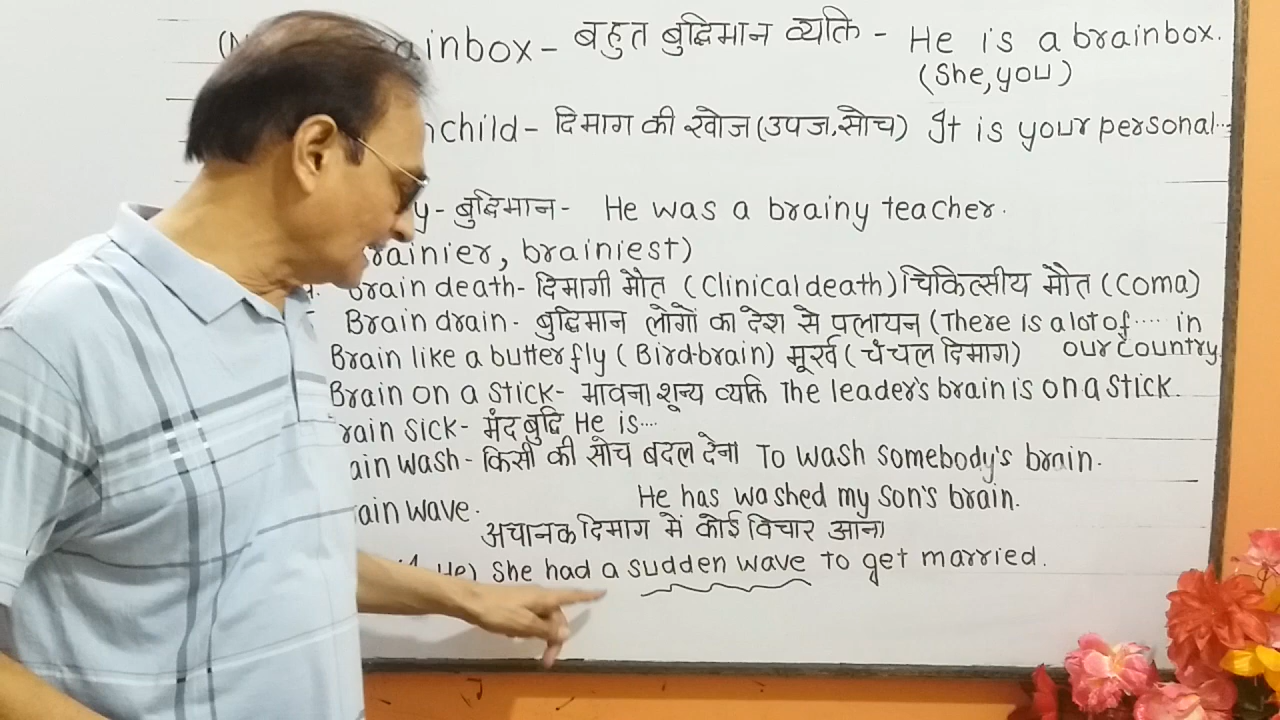 (N ainbox - बहुत बुद्धिमान व्यक्ति - He is a brainbox.
(She, you)
nchild - दिमाग की खोज (उपज, सोच) It is your personal...
y - बुद्धिमान - He was a brainy teacher.
rainier, brainiest)
brain death - दिमागी मौत (Clinical death) चिकित्सीय मौत (Coma)
Brain drain - बुद्धिमान लोगों का देश से पलायन (There is a lot of .... in our country.
Brain like a butterfly (Bird-brain) मूर्ख (चंचल दिमाग)
Brain on a stick - भावना शून्य व्यक्ति The leader's brain is on a stick.
rain sick - मंद बुद्धि He is....
ain wash - किसी की सोच बदल देना To wash somebody's brain.
He has washed my son's brain.
rain wave.
अचानक दिमाग में कोई विचार आना
He) She had a sudden wave to get married.